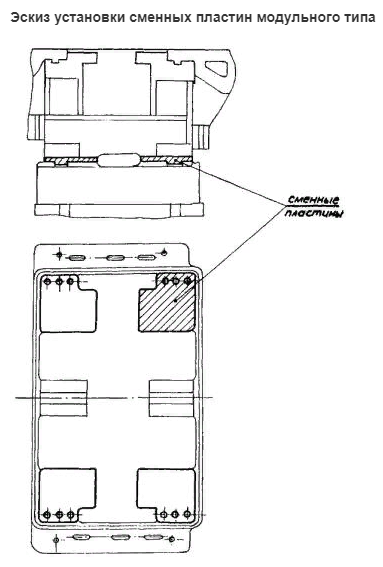 Эскиз установки сменных пластин модульного типа
сменные
пластины